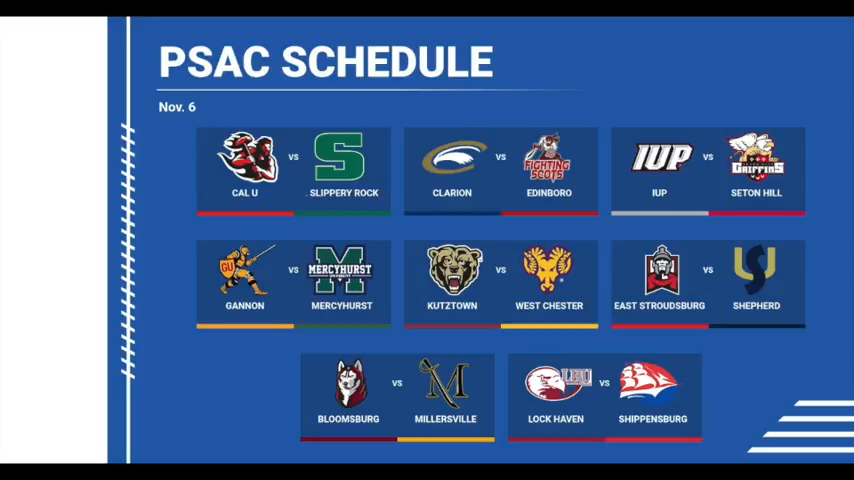 PSAC SCHEDULE
Nov. 6
VS
CAL U
S
. SLIPPERY ROCK
C
VS
CLARION
FIGHTING
SCOTS
EDINBORO
IUP
VS
IUP
GRIFFINS
SETON HILL
GU
VS
GANNON
M
MERCYHURST
UNIVERSITY
MERCYHURST
VS
KUTZTOWN
WEST CHESTER
VS
EAST STROUDSBURG
SU
SHEPHERD
VS
BLOOMSBURG
M
MILLERSVILLE
LHU
VS
LOCK HAVEN
SHIPPENSBURG